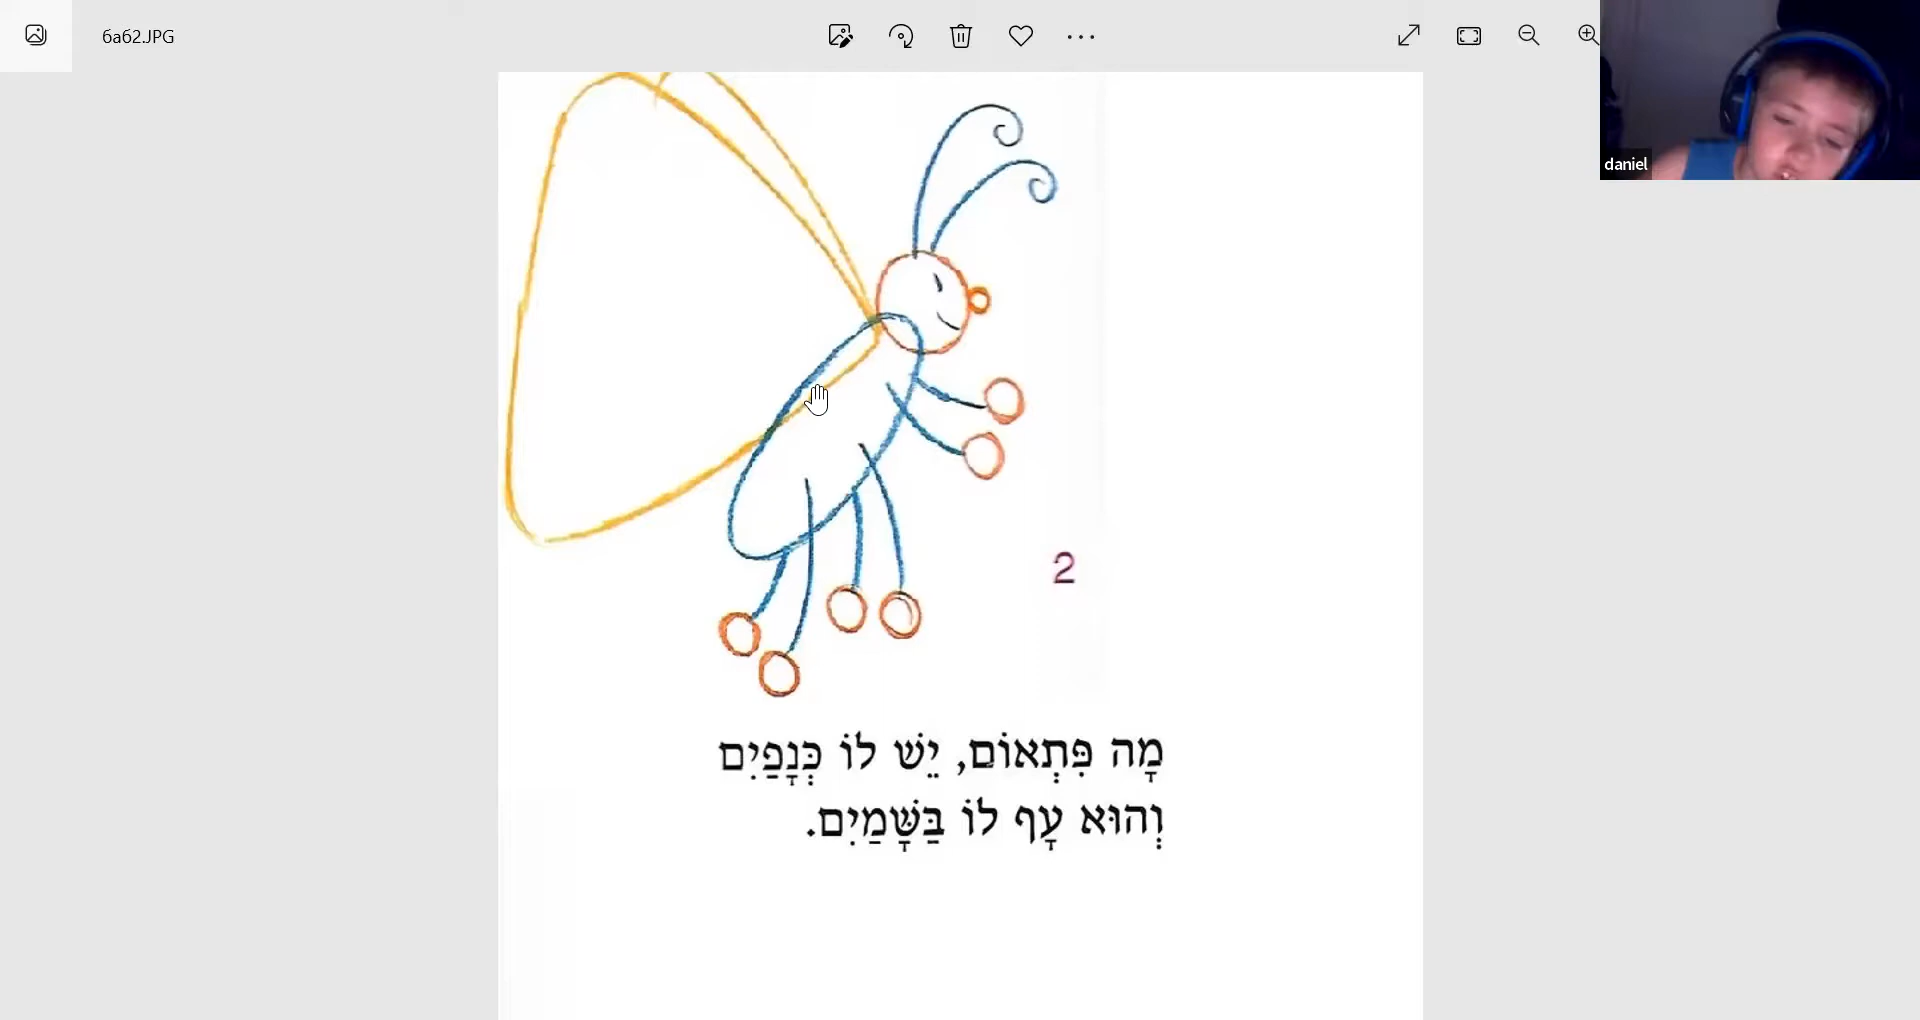 6a62.JPG
daniel
2
מָה פִּתְאוֹם, יֵשׁ לוֹ כְּנָפַיִם
וְהוּא עָף לוֹ בַּשָּׁמַיִם.